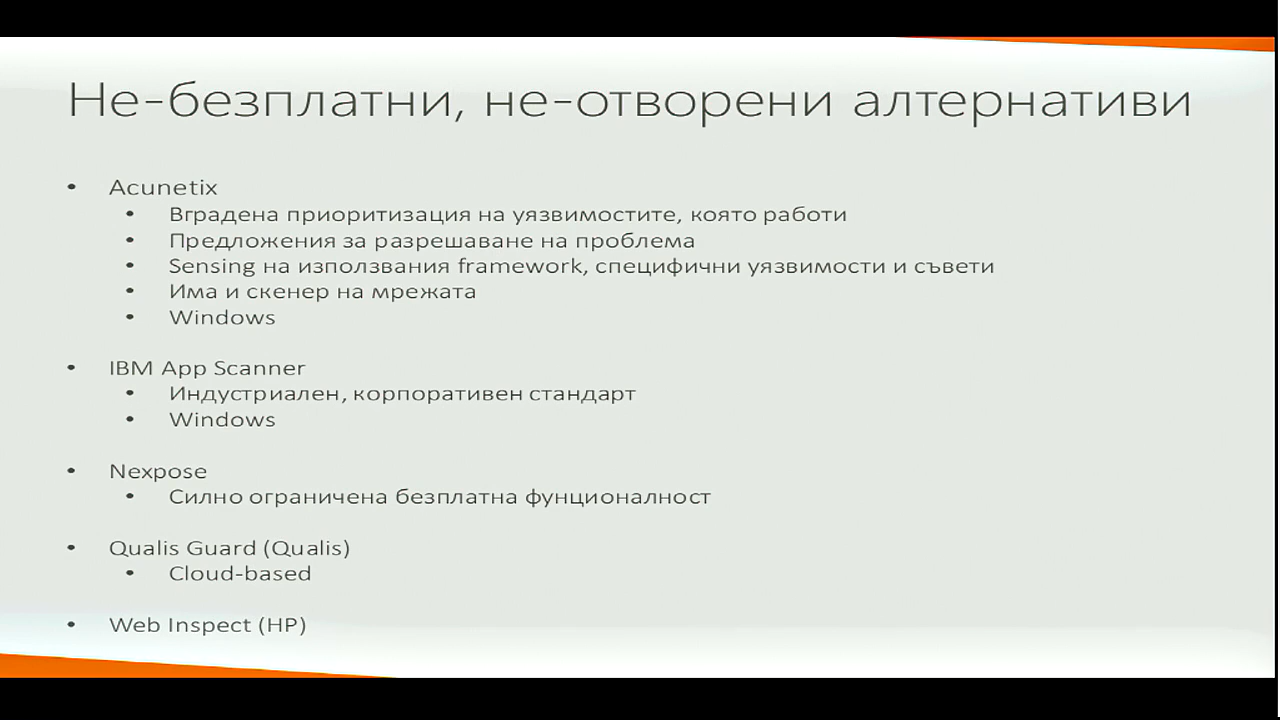 Не-безплатни, не-отворени алтернативи
• Acunetix
• Вградена приоритизация на уязвимостите, която работи
• Предложения за разрешаване на проблема
• Sensing на използвания framework, специфични уязвимости и съвети
• Има и скенер на мрежата
• Windows
• IBM App Scanner
• Индустриален, корпоративен стандарт
• Windows
• Nexpose
• Силно ограничена безплатна фунционалност
• Qualis Guard (Qualis)
• Cloud-based
• Web Inspect (HP)